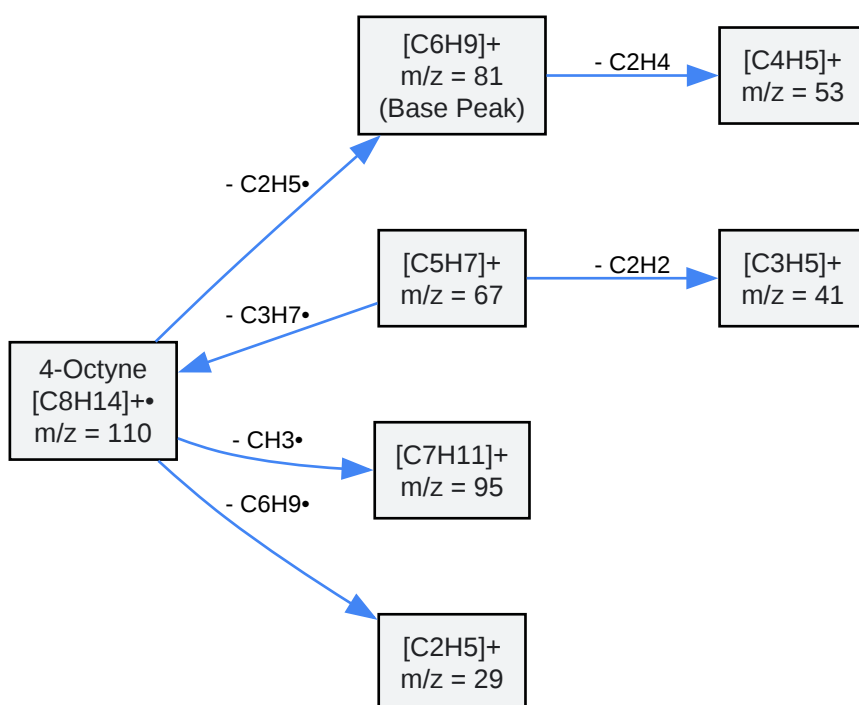 [C6H9]+
m/z = 81
(Base Peak)
- C2H4
[C4H5]+
m/z = 53
- C2H5•
[C5H7]+
m/z = 67
- C2H2
[C3H5]+
m/z = 41
- C3H7•
4-Octyne
[C8H14]+•
m/z = 110
- CH3•
[C7H11]+
m/z = 95
- C6H9•
[C2H5]+
m/z = 29